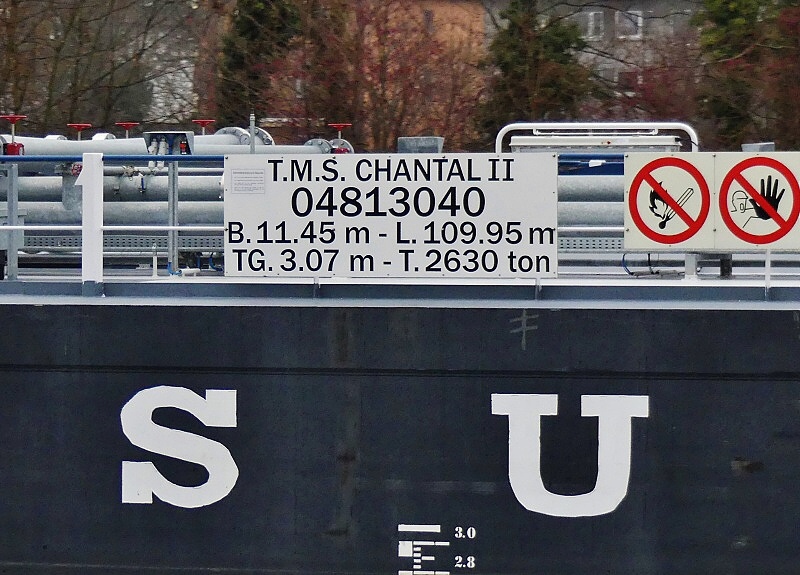 T.M.S. CHANTAL II
04813040
B. 11.45 m - L. 109.95 m
TG. 3.07 m - T. 2630 ton
S U
3.0
2.8